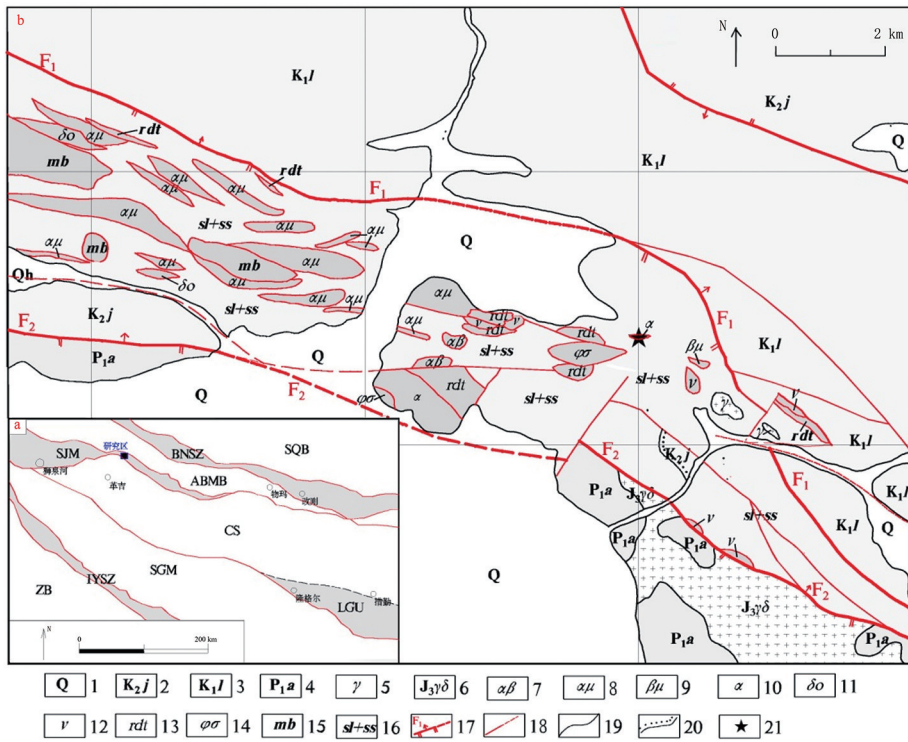 b
N
0 2 km
F₁
K₁l
K₂j
Q
δο
αμ
rdt
mb
rdt
K₁l
αμ
αμ
αμ
F₁
αμ
sl+ss
αμ
αμ
αμ
mb
αμ
mb
Q
Qh
αμ
δο
αμ
αμ
αμ
sl+ss
K₂j
F₂
P₁a
Q
Q
F₂
αμ
αμ
rdt
ν
ν
rdt
αβ
sl+ss
rdt
φσ
rdt
αβ
φσ
α
rdt
sl+ss
α
sl+ss
βμ
ν
F₁
K₁l
γ
γ
ν
rdt
K₁l
K₂j
F₂
P₁a
J₃γδ
P₁a
ν
P₁a
ν
sl+ss
F₁
K₁l
K₁l
Q
F₂
J₃γδ
P₁a
P₁a
Q
a
SJM
研究区
BNSZ
SQB
狮泉河
革吉
ABMB
物玛
改则
CS
SGM
ZB
IYSZ
隆格尔
措勤
LGU
N
0 200 km
Q 1 K₂j 2 K₁l 3 P₁a 4 γ 5 J₃γδ 6 αβ 7 αμ 8 βμ 9 α 10 δο 11
ν 12 rdt 13 φσ 14 mb 15 sl+ss 16 F₁ 17 18 19 20 21